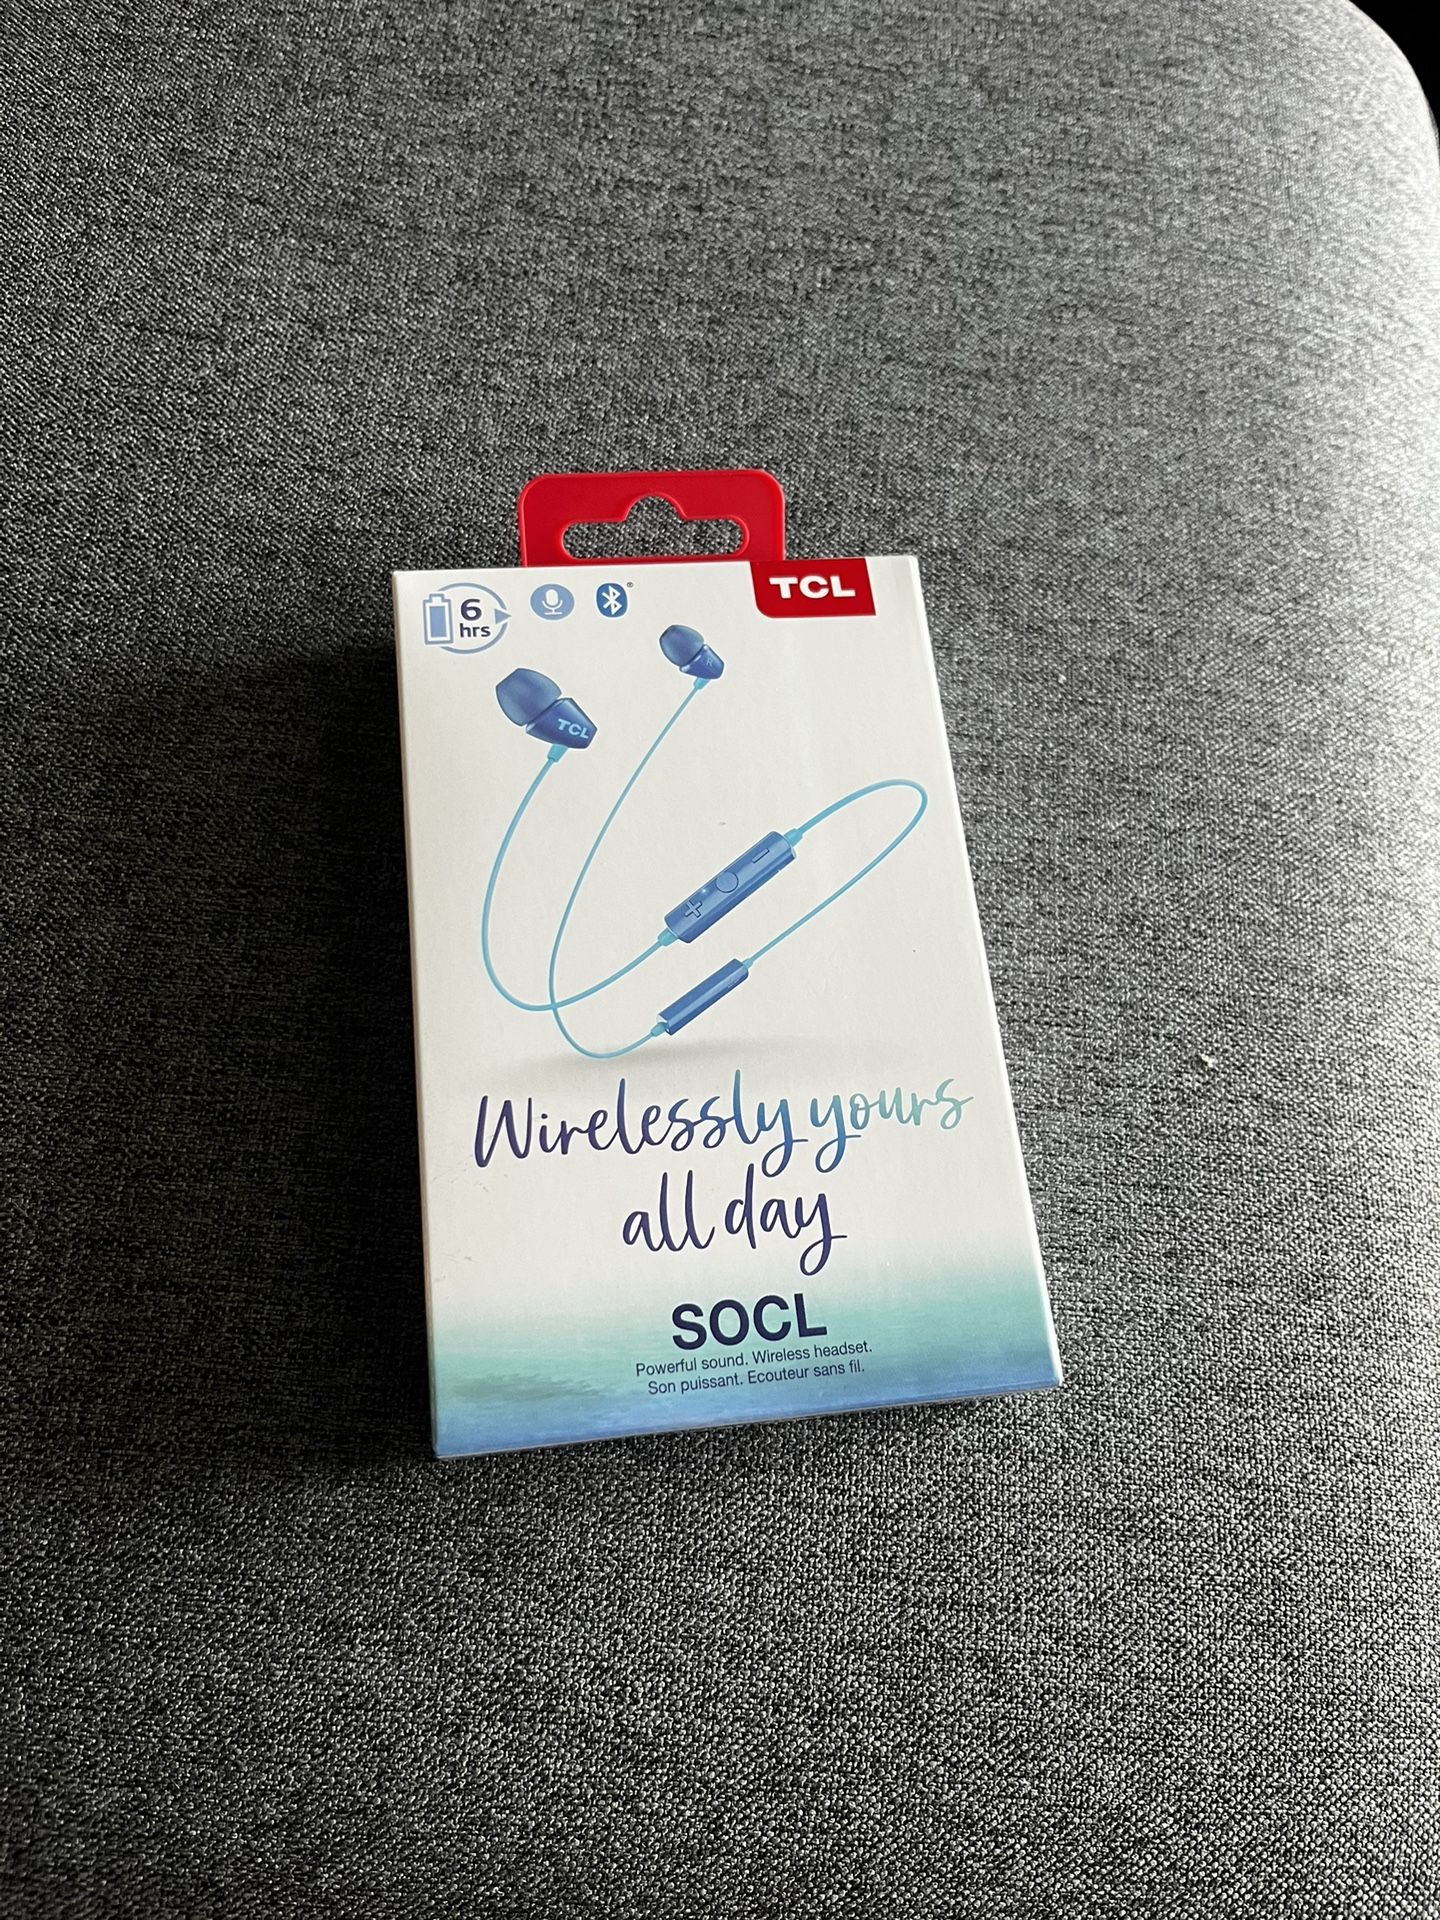 6
hrs
TCL
R
TCL
Wirelessly yours
all day
SOCL
Powerful sound. Wireless headset.
Son puissant. Ecouteur sans fil.